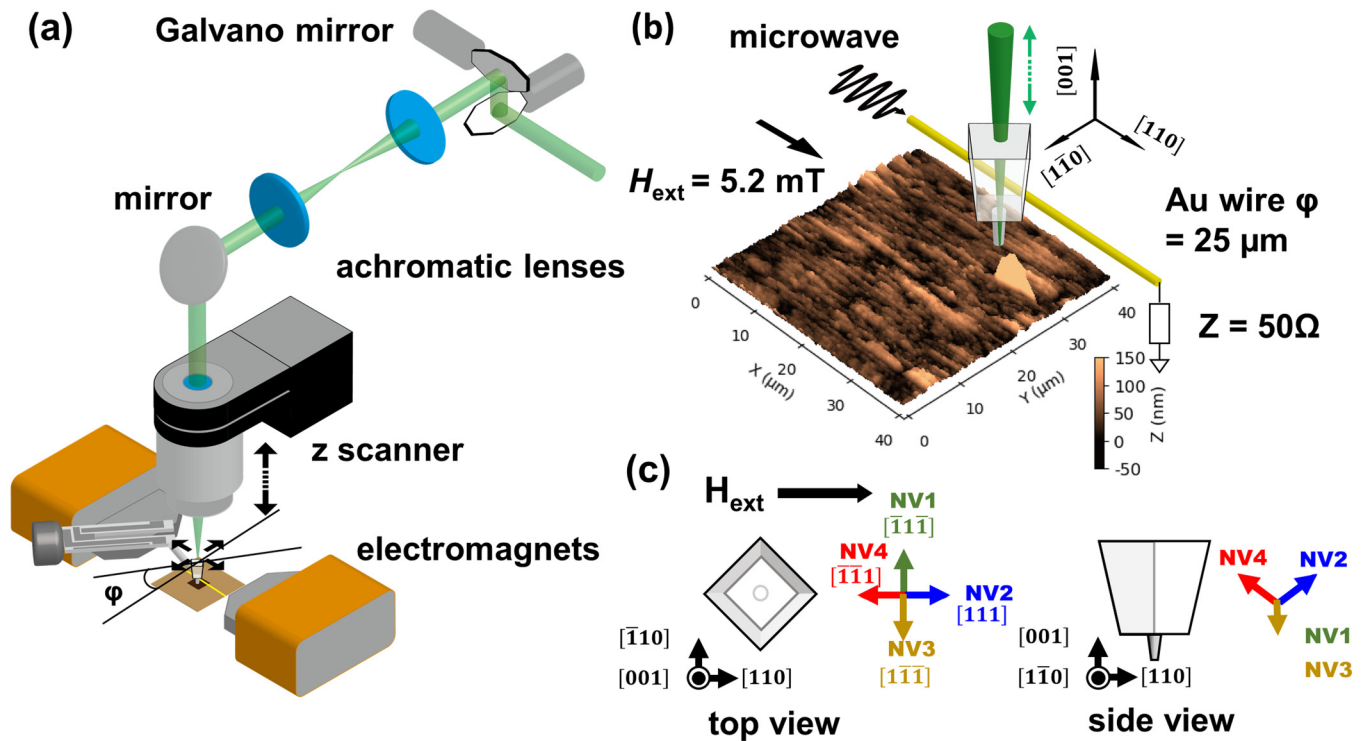 (a)
Galvano mirror
mirror
achromatic lenses
z scanner
electromagnets
φ
(b)
microwave
H_ext = 5.2 mT
[001]
[110]
[11̅0]
Au wire φ
= 25 μm
Z = 50Ω
0
10
20
30
40
X (μm)
0
10
20
30
40
Y (μm)
150
100
50
0
-50
Z (nm)
(c)
H_ext
NV1
[1̅11̅]
NV4
[1̅1̅1]
NV2
[111]
NV3
[11̅1̅]
[1̅10]
[001]
[110]
top view
NV4
NV2
NV1
NV3
[001]
[11̅0]
[110]
side view